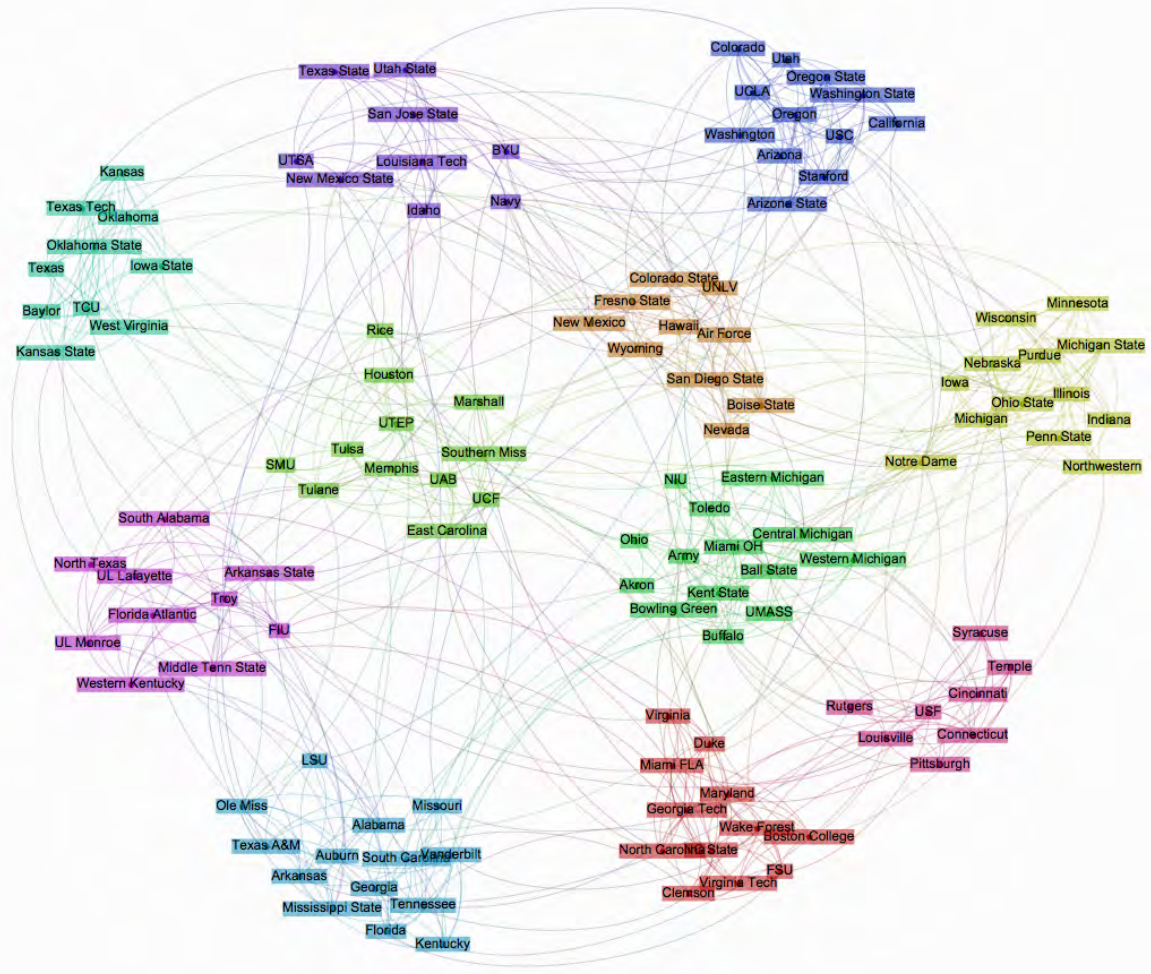 Colorado
Utah
Oregon State
UGLA
Washington State
Oregon
California
Washington
USC
Arizona
Stanford
Arizona State
Texas State
Utah State
San Jose State
BYU
UTSA
Louisiana Tech
New Mexico State
Navy
Idaho
Kansas
Texas Tech
Oklahoma
Oklahoma State
Texas
Iowa State
Baylor
TCU
West Virginia
Kansas State
Colorado State
UNLV
Fresno State
New Mexico
Hawaii
Air Force
Wyoming
San Diego State
Boise State
Nevada
Minnesota
Wisconsin
Michigan State
Purdue
Nebraska
Iowa
Illinois
Ohio State
Michigan
Indiana
Penn State
Notre Dame
Northwestern
Rice
Houston
Marshall
UTEP
Tulsa
Southern Miss
SMU
Memphis
UAB
Tulane
UCF
East Carolina
NIU
Eastern Michigan
Toledo
Ohio
Central Michigan
Miami OH
Army
Western Michigan
Ball State
Akron
Kent State
Bowling Green
UMASS
Buffalo
South Alabama
North Texas
UL Lafayette
Arkansas State
Troy
Florida Atlantic
FIU
UL Monroe
Middle Tenn State
Western Kentucky
Syracuse
Temple
Cincinnati
Rutgers
USF
Louisville
Connecticut
Pittsburgh
Virginia
Duke
Miami FLA
Maryland
Georgia Tech
Wake Forest
Boston College
North Carolina
NC State
FSU
Virginia Tech
Clemson
LSU
Ole Miss
Missouri
Alabama
Texas A&M
Auburn
South Carolina
Vanderbilt
Arkansas
Georgia
Mississippi State
Tennessee
Florida
Kentucky